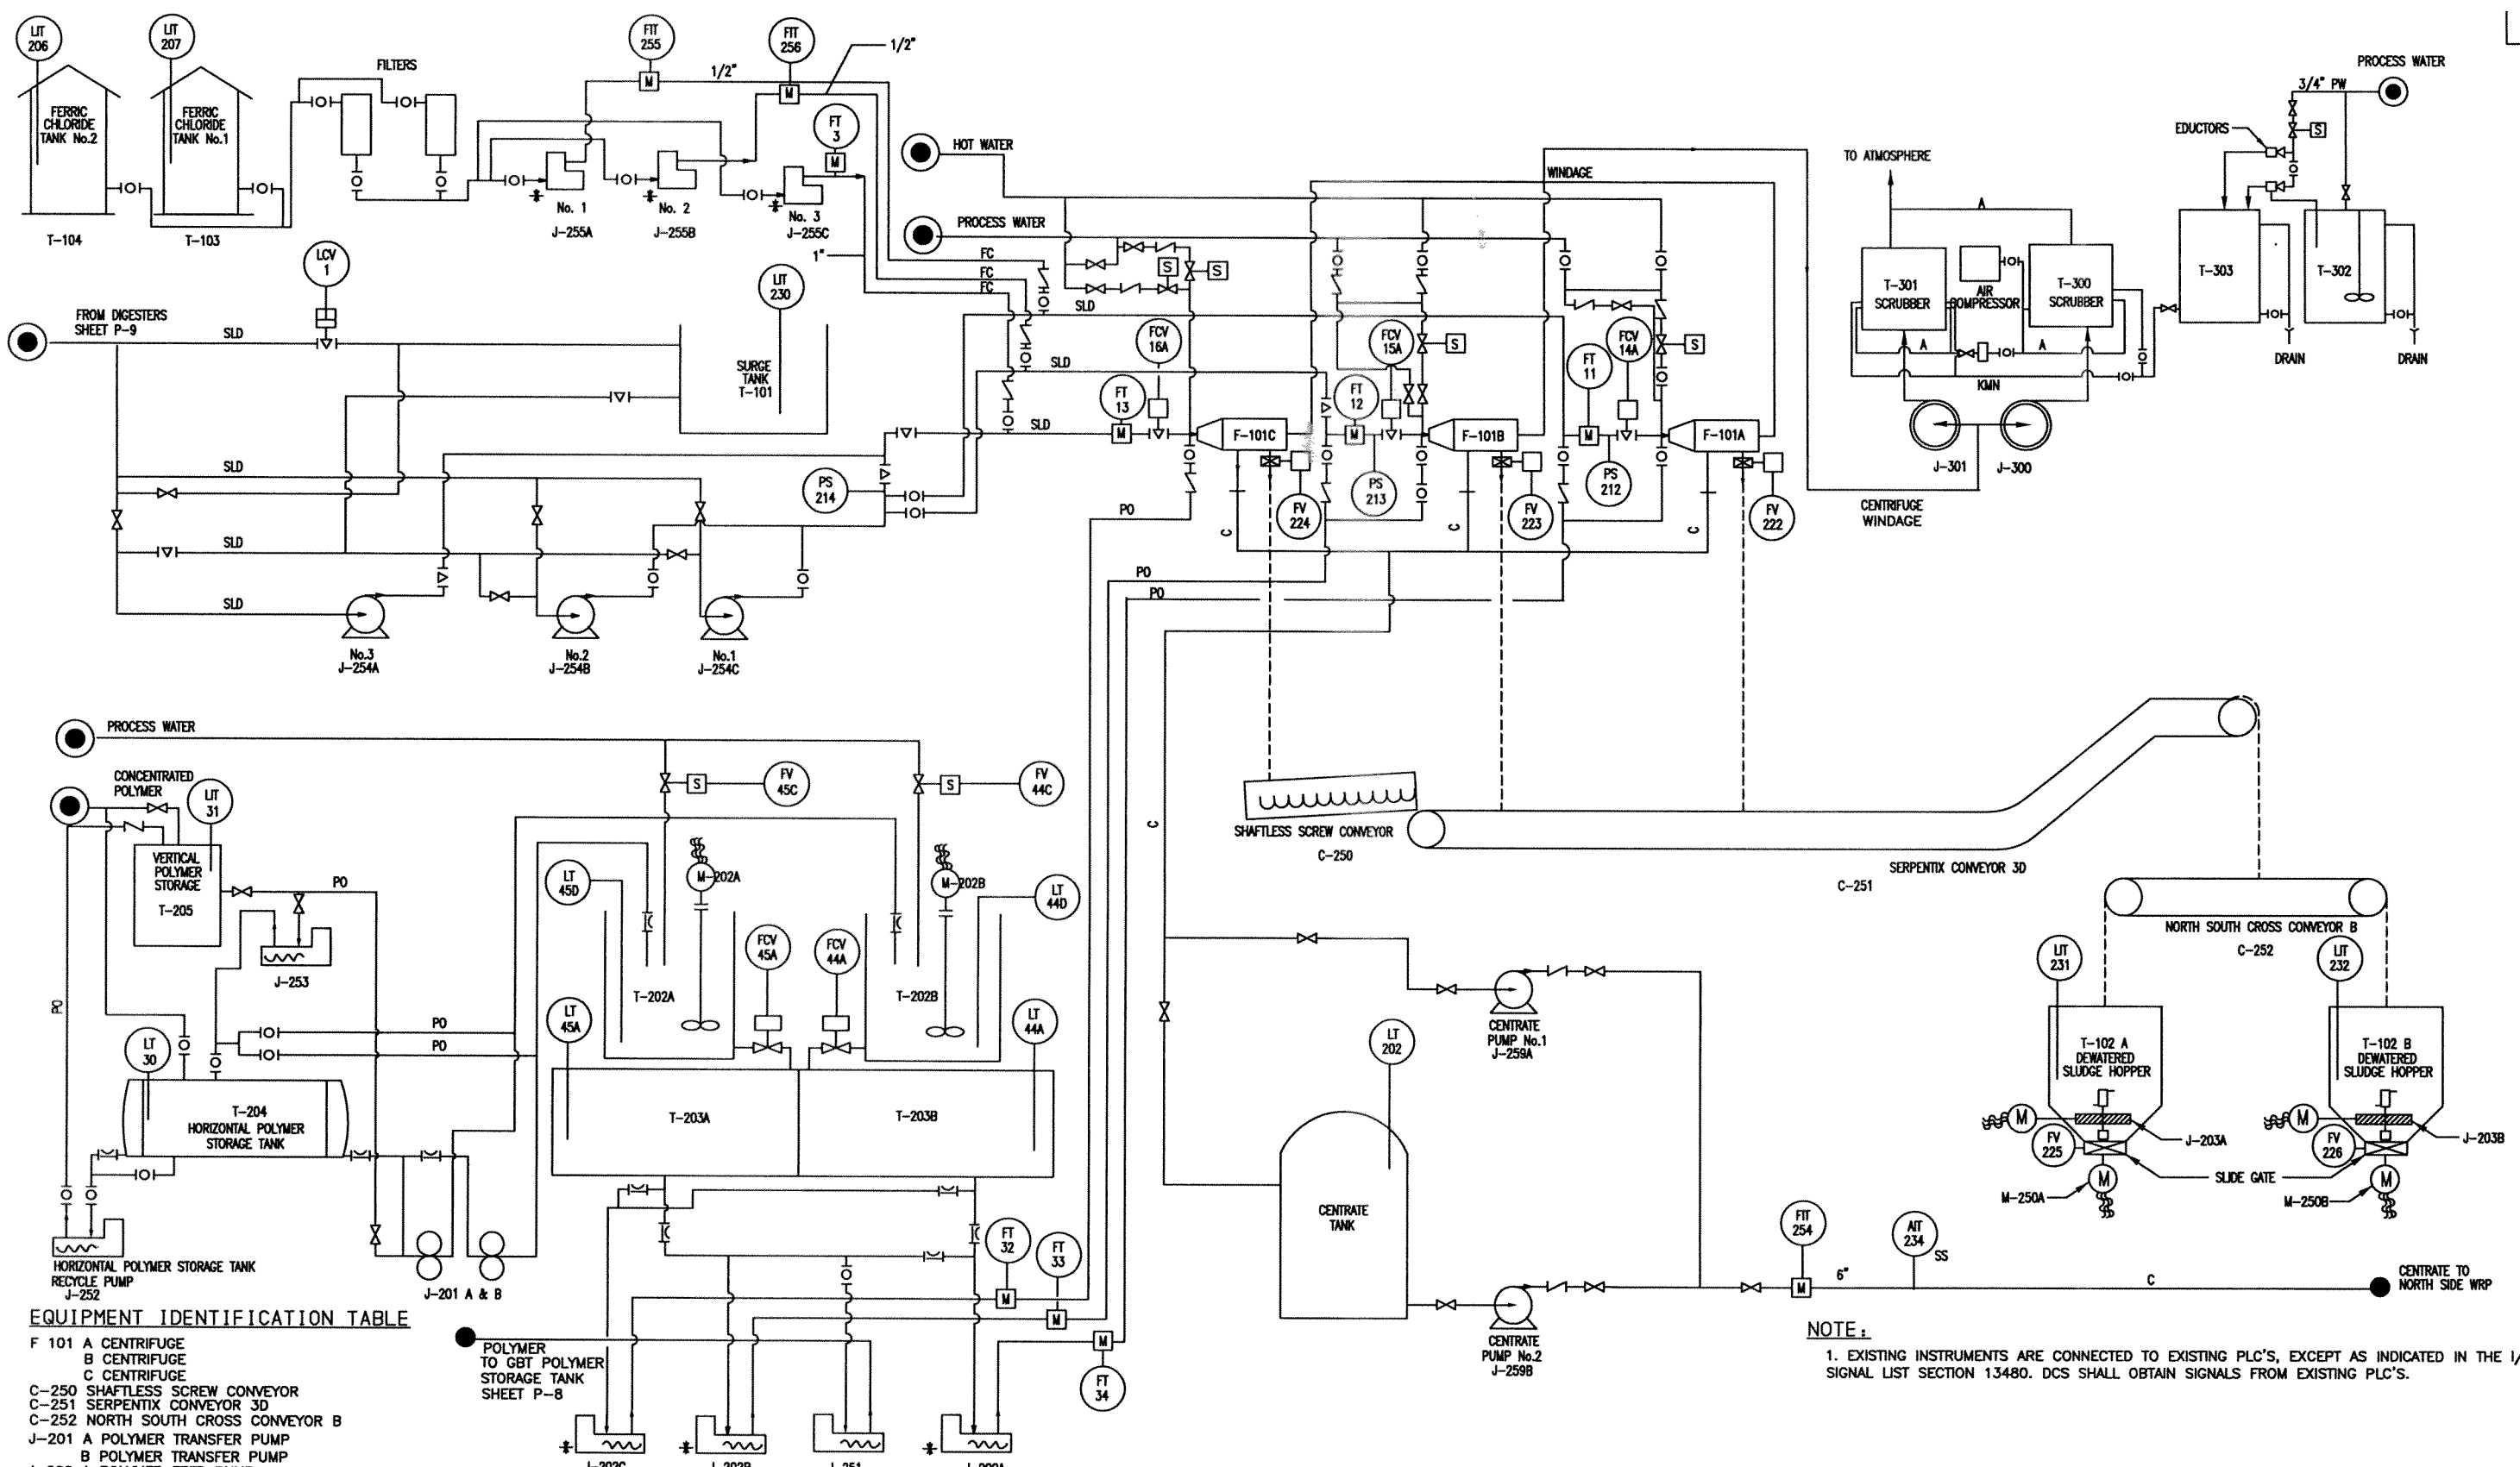 LIT
206
LIT
207
FERRIC
CHLORIDE
TANK No.2
FERRIC
CHLORIDE
TANK No.1
T-104
T-103
FILTERS
FIT
255
1/2"
FIT
256
1/2"
FT
3
No. 1
J-255A
No. 2
J-255B
No. 3
J-255C
1"
HOT WATER
PROCESS WATER
WINDAGE
FC
FC
FC
SLD
SLD
SLD
LCV
1
FROM DIGESTERS
SHEET P-9
SLD
LIT
230
SURGE
TANK
T-101
SLD
SLD
SLD
PS
214
No.3
J-254A
No.2
J-254B
No.1
J-254C
S
S
S
S
FCV
16A
FT
13
F-101C
FV
224
FCV
15A
FT
12
PS
213
F-101B
FV
223
FCV
14A
FT
11
PS
212
F-101A
FV
222
C
C
C
PO
PO
PO
TO ATMOSPHERE
A
T-301
SCRUBBER
AIR
COMPRESSOR
T-300
SCRUBBER
A
A
KMN
J-301
J-300
CENTRIFUGE
WINDAGE
PROCESS WATER
3/4" PW
EDUCTORS
S
T-303
T-302
DRAIN
DRAIN
PROCESS WATER
CONCENTRATED
POLYMER
LIT
31
VERTICAL
POLYMER
STORAGE
T-205
PO
J-253
PO
LT
30
PO
PO
T-204
HORIZONTAL POLYMER
STORAGE TANK
HORIZONTAL POLYMER STORAGE TANK
RECYCLE PUMP
J-252
J-201 A & B
S
FV
45C
S
FV
44C
LT
45D
M-202A
M-202B
LT
44D
FCV
45A
FCV
44A
T-202A
T-202B
LT
45A
LT
44A
T-203A
T-203B
FT
32
FT
33
M
M
M
FT
34
POLYMER
TO GBT POLYMER
STORAGE TANK
SHEET P-8
J-202C
J-202B
J-251
J-202A
SHAFTLESS SCREW CONVEYOR
C-250
SERPENTIX CONVEYOR 3D
C-251
NORTH SOUTH CROSS CONVEYOR B
C-252
LIT
231
LIT
232
T-102 A
DEWATERED
SLUDGE HOPPER
T-102 B
DEWATERED
SLUDGE HOPPER
M
M
J-203A
J-203B
FV
225
FV
226
SLIDE GATE
M
M
M-250A
M-250B
C
CENTRATE
PUMP No.1
J-259A
LT
202
CENTRATE
TANK
CENTRATE
PUMP No.2
J-259B
FIT
254
M
6"
AIT
234
SS
C
CENTRATE TO
NORTH SIDE WRP
EQUIPMENT IDENTIFICATION TABLE
F 101 A CENTRIFUGE
B CENTRIFUGE
C CENTRIFUGE
C-250 SHAFTLESS SCREW CONVEYOR
C-251 SERPENTIX CONVEYOR 3D
C-252 NORTH SOUTH CROSS CONVEYOR B
J-201 A POLYMER TRANSFER PUMP
B POLYMER TRANSFER PUMP
NOTE:
1. EXISTING INSTRUMENTS ARE CONNECTED TO EXISTING PLC'S, EXCEPT AS INDICATED IN THE I/
SIGNAL LIST SECTION 13480. DCS SHALL OBTAIN SIGNALS FROM EXISTING PLC'S.